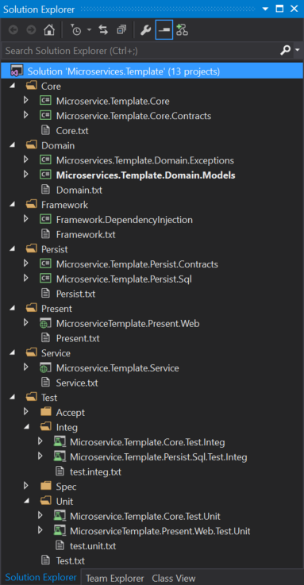 Solution Explorer
Search Solution Explorer (Ctrl+;)
Solution 'Microservices.Template' (13 projects)
Core
Microservice.Template.Core
Microservice.Template.Core.Contracts
Core.txt
Domain
Microservices.Template.Domain.Exceptions
Microservices.Template.Domain.Models
Domain.txt
Framework
Framework.DependencyInjection
Framework.txt
Persist
Microservice.Template.Persist.Contracts
Microservice.Template.Persist.Sql
Persist.txt
Present
MicroserviceTemplate.Present.Web
Present.txt
Service
Microservice.Template.Service
Service.txt
Test
Accept
Integ
Microservice.Template.Core.Test.Integ
Microservice.Template.Persist.Sql.Test.Integ
test.integ.txt
Spec
Unit
Microservice.Template.Core.Test.Unit
MicroserviceTemplate.Present.Web.Test.Unit
test.unit.txt
Test.txt
Solution Explorer Team Explorer Class View